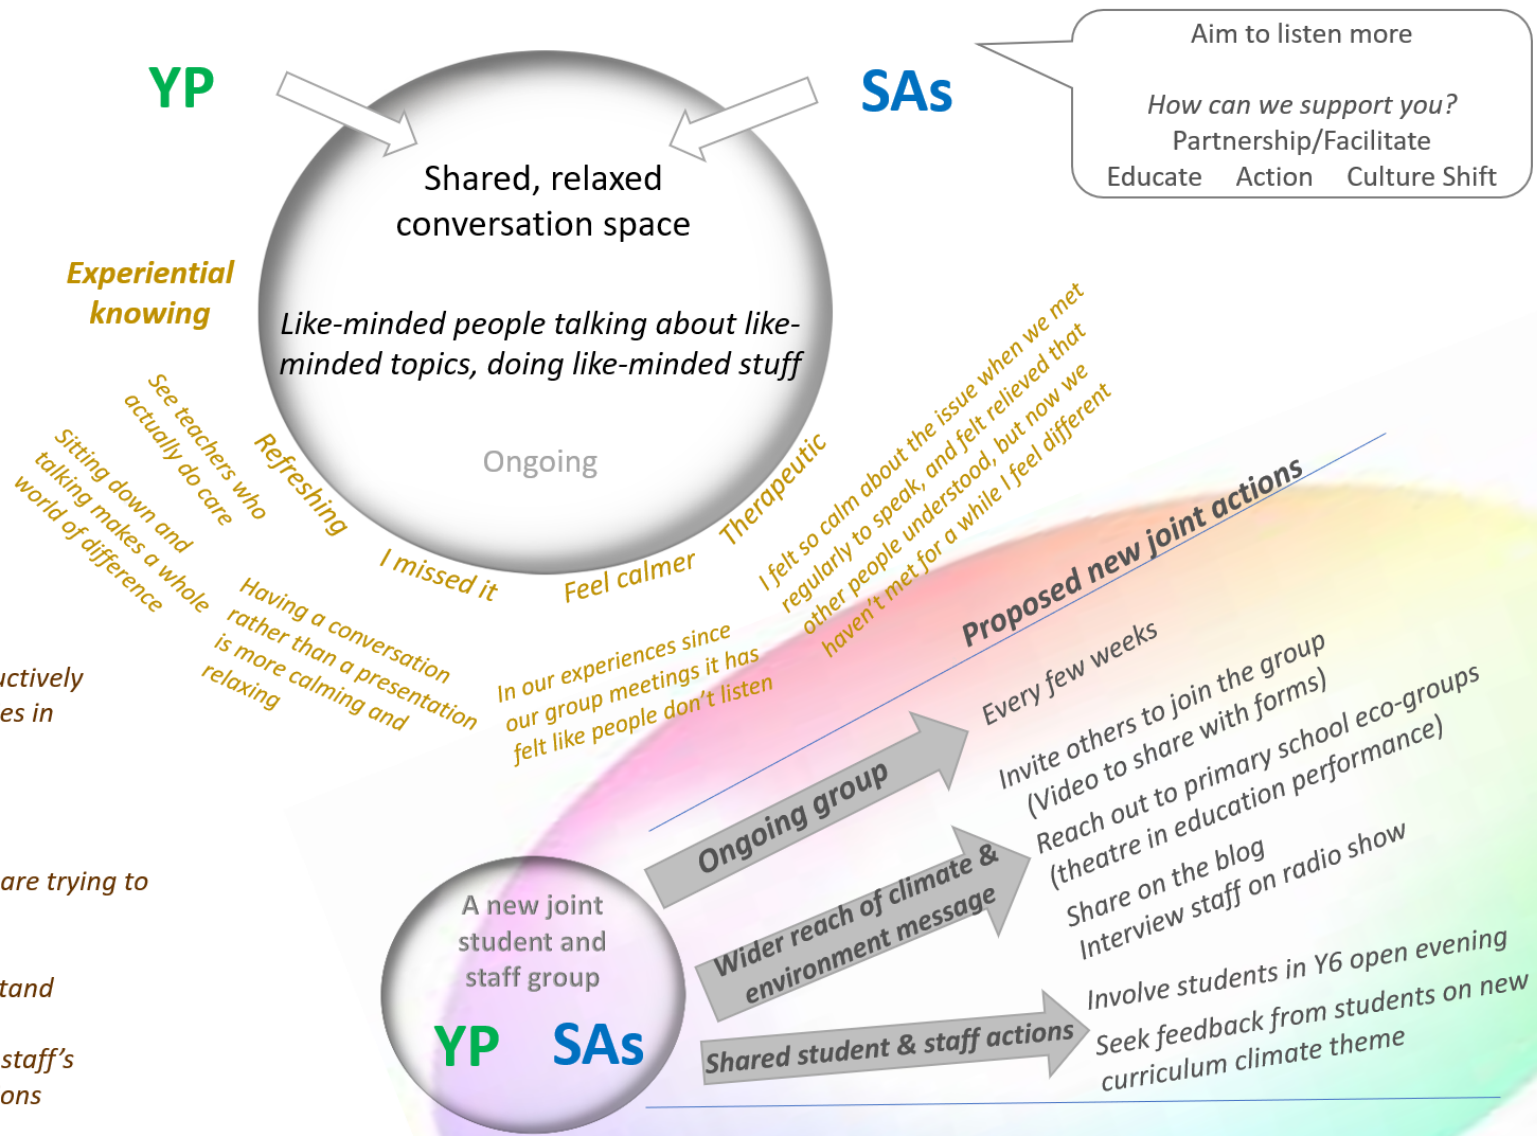 YP
SAs
Aim to listen more
How can we support you?
Partnership/Facilitate
Educate Action Culture Shift
Shared, relaxed
conversation space
Like-minded people talking about like-
minded topics, doing like-minded stuff
Ongoing
Experiential
knowing
See teachers who
actually do care
Sitting down and
talking makes a whole
world of difference
Refreshing
I missed it
Feel calmer
Therapeutic
Having a conversation
rather than a presentation
is more calming and
relaxing
In our experiences since
our group meetings it has
felt like people don't listen
I felt so calm about the issue when we met
regularly to speak, and felt relieved that
other people understood, but now we
haven't met for a while I feel different
uctively
es in
are trying to
tand
staff's
ons
A new joint
student and
staff group
YP SAs
Proposed new joint actions
Ongoing group
Every few weeks
Invite others to join the group
(Video to share with forms)
Wider reach of climate &
environment message
Reach out to primary school eco-groups
(theatre in education performance)
Share on the blog
Interview staff on radio show
Shared student & staff actions
Involve students in Y6 open evening
Seek feedback from students on new
curriculum climate theme